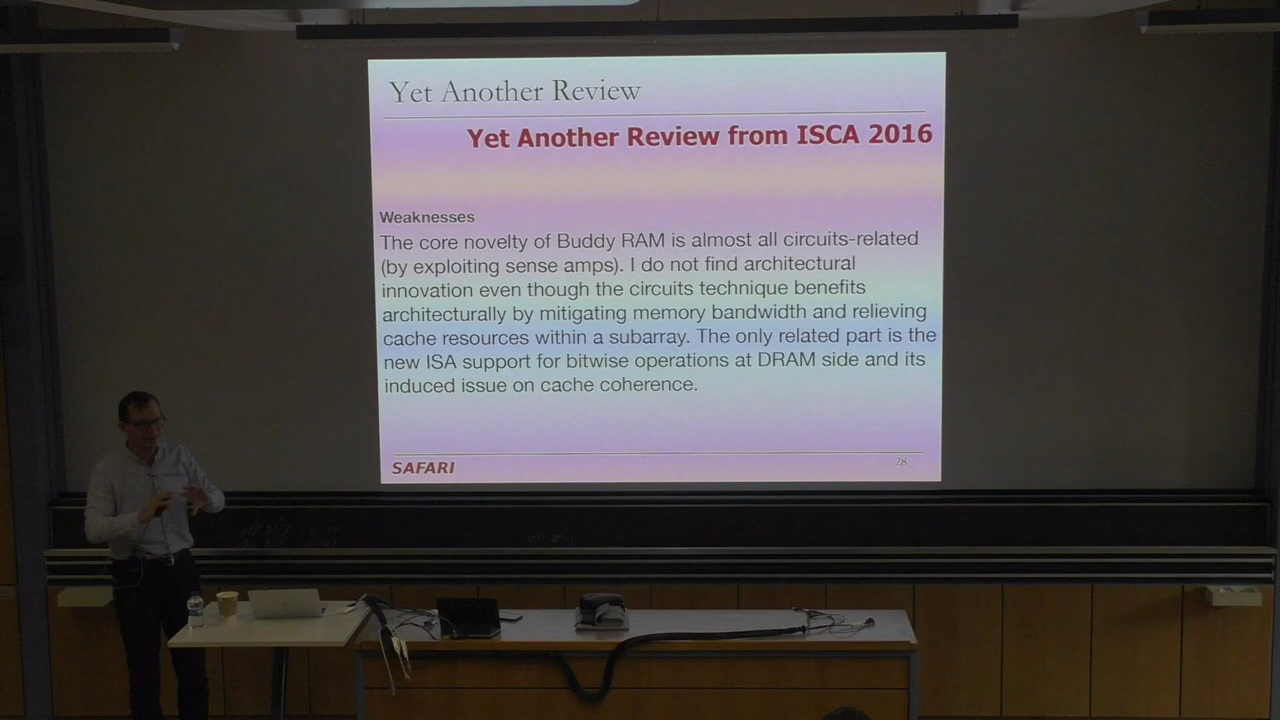 Yet Another Review
Yet Another Review from ISCA 2016
Weaknesses
The core novelty of Buddy RAM is almost all circuits-related
(by exploiting sense amps). I do not find architectural
innovation even though the circuits technique benefits
architecturally by mitigating memory bandwidth and relieving
cache resources within a subarray. The only related part is the
new ISA support for bitwise operations at DRAM side and its
induced issue on cache coherence.
SAFARI
28